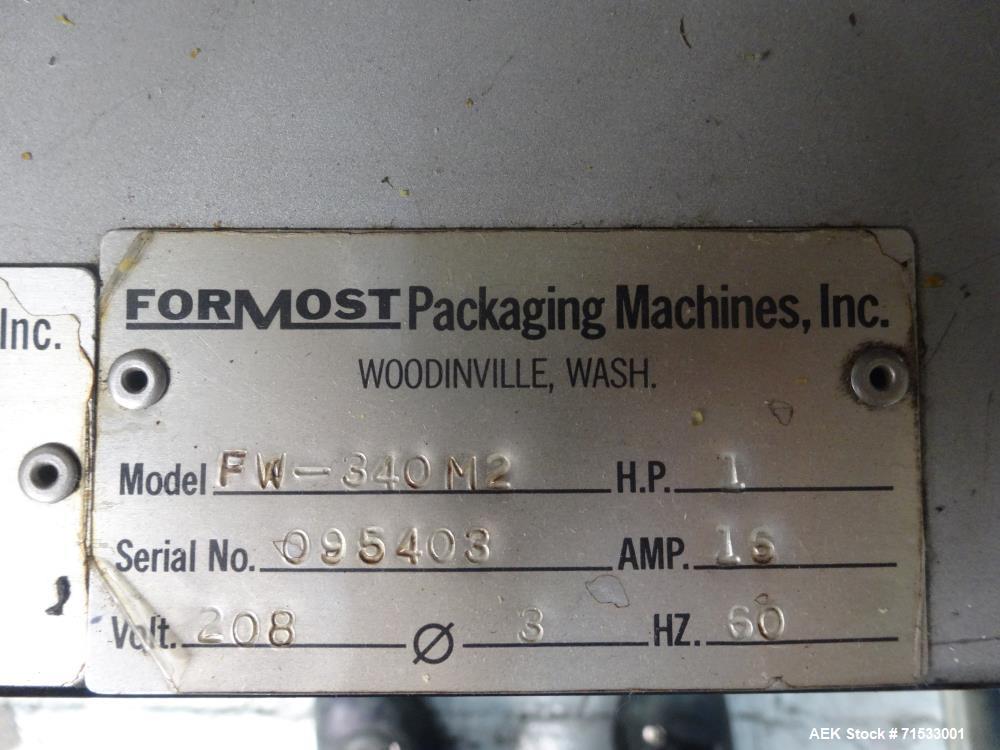 Inc.
FORMOST Packaging Machines, Inc.
WOODINVILLE, WASH.
Model FW-340M2 H.P. 1
Serial No. 095403 AMP. 16
Volt. 208 Ø 3 HZ. 60
AEK Stock # 71533001